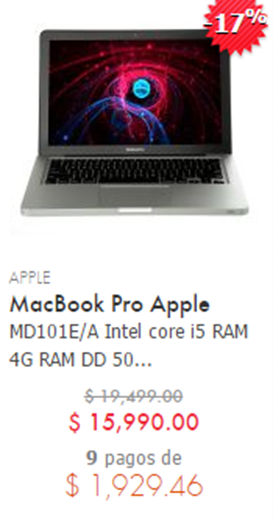 -17%
APPLE
MacBook Pro Apple
MD101E/A Intel core i5 RAM
4G RAM DD 50...
$ 19,499.00
$ 15,990.00
9 pagos de
$ 1,929.46